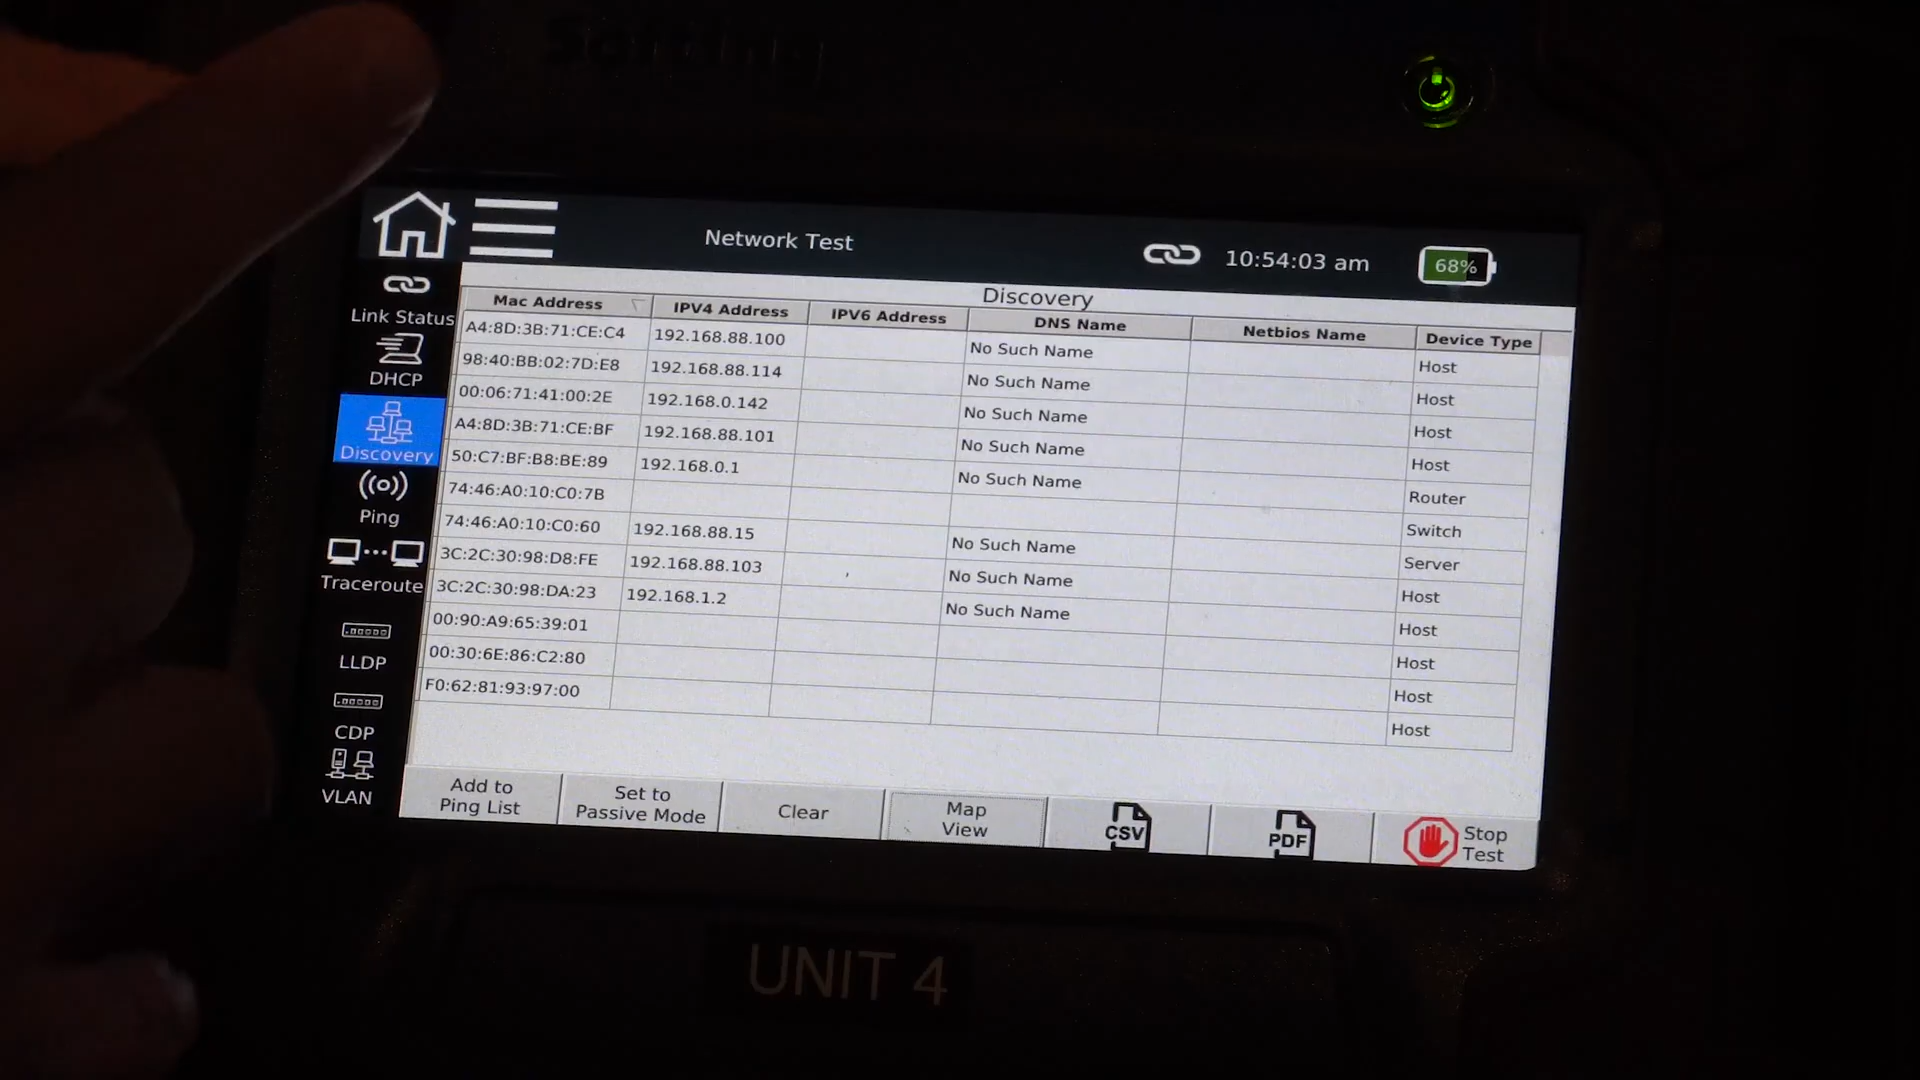 Network Test
10:54:03 am
68%
Link Status
DHCP
Discovery
Ping
Traceroute
LLDP
CDP
VLAN
Discovery
Mac Address IPV4 Address IPV6 Address DNS Name Netbios Name Device Type
A4:8D:3B:71:CE:C4 192.168.88.100 No Such Name Host
98:40:BB:02:7D:E8 192.168.88.114 No Such Name Host
00:06:71:41:00:2E 192.168.0.142 No Such Name Host
A4:8D:3B:71:CE:BF 192.168.88.101 No Such Name Host
50:C7:BF:B8:BE:89 192.168.0.1 No Such Name Router
74:46:A0:10:C0:7B Switch
74:46:A0:10:C0:60 192.168.88.15 No Such Name Server
3C:2C:30:98:D8:FE 192.168.88.103 No Such Name Host
3C:2C:30:98:DA:23 192.168.1.2 No Such Name Host
00:90:A9:65:39:01 Host
00:30:6E:86:C2:80 Host
F0:62:81:93:97:00 Host
Add to
Ping List
Set to
Passive Mode
Clear
Map
View
CSV
PDF
Stop
Test
UNIT 4